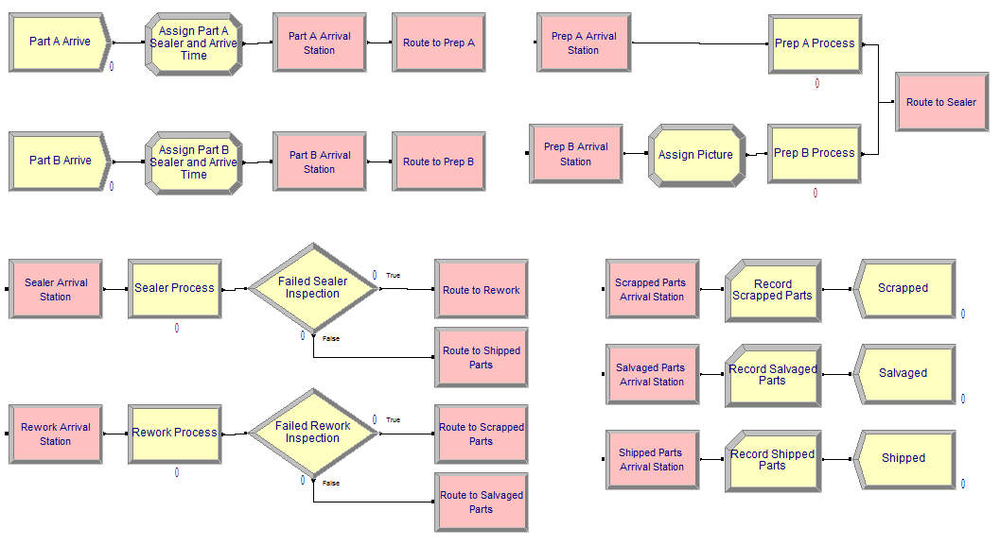 Part A Arrive
0
Assign Part A
Sealer and Arrive
Time
Part A Arrival
Station
Route to Prep A
Prep A Arrival
Station
Prep A Process
0
Route to Sealer
Part B Arrive
0
Assign Part B
Sealer and Arrive
Time
Part B Arrival
Station
Route to Prep B
Prep B Arrival
Station
Assign Picture
Prep B Process
0
Sealer Arrival
Station
Sealer Process
0
Failed Sealer
Inspection
0
True
0
False
Route to Rework
Route to Shipped
Parts
Rework Arrival
Station
Rework Process
0
Failed Rework
Inspection
0
True
0
False
Route to Scrapped
Parts
Route to Salvaged
Parts
Scrapped Parts
Arrival Station
Record
Scrapped Parts
Scrapped
0
Salvaged Parts
Arrival Station
Record Salvaged
Parts
Salvaged
0
Shipped Parts
Arrival Station
Record Shipped
Parts
Shipped
0